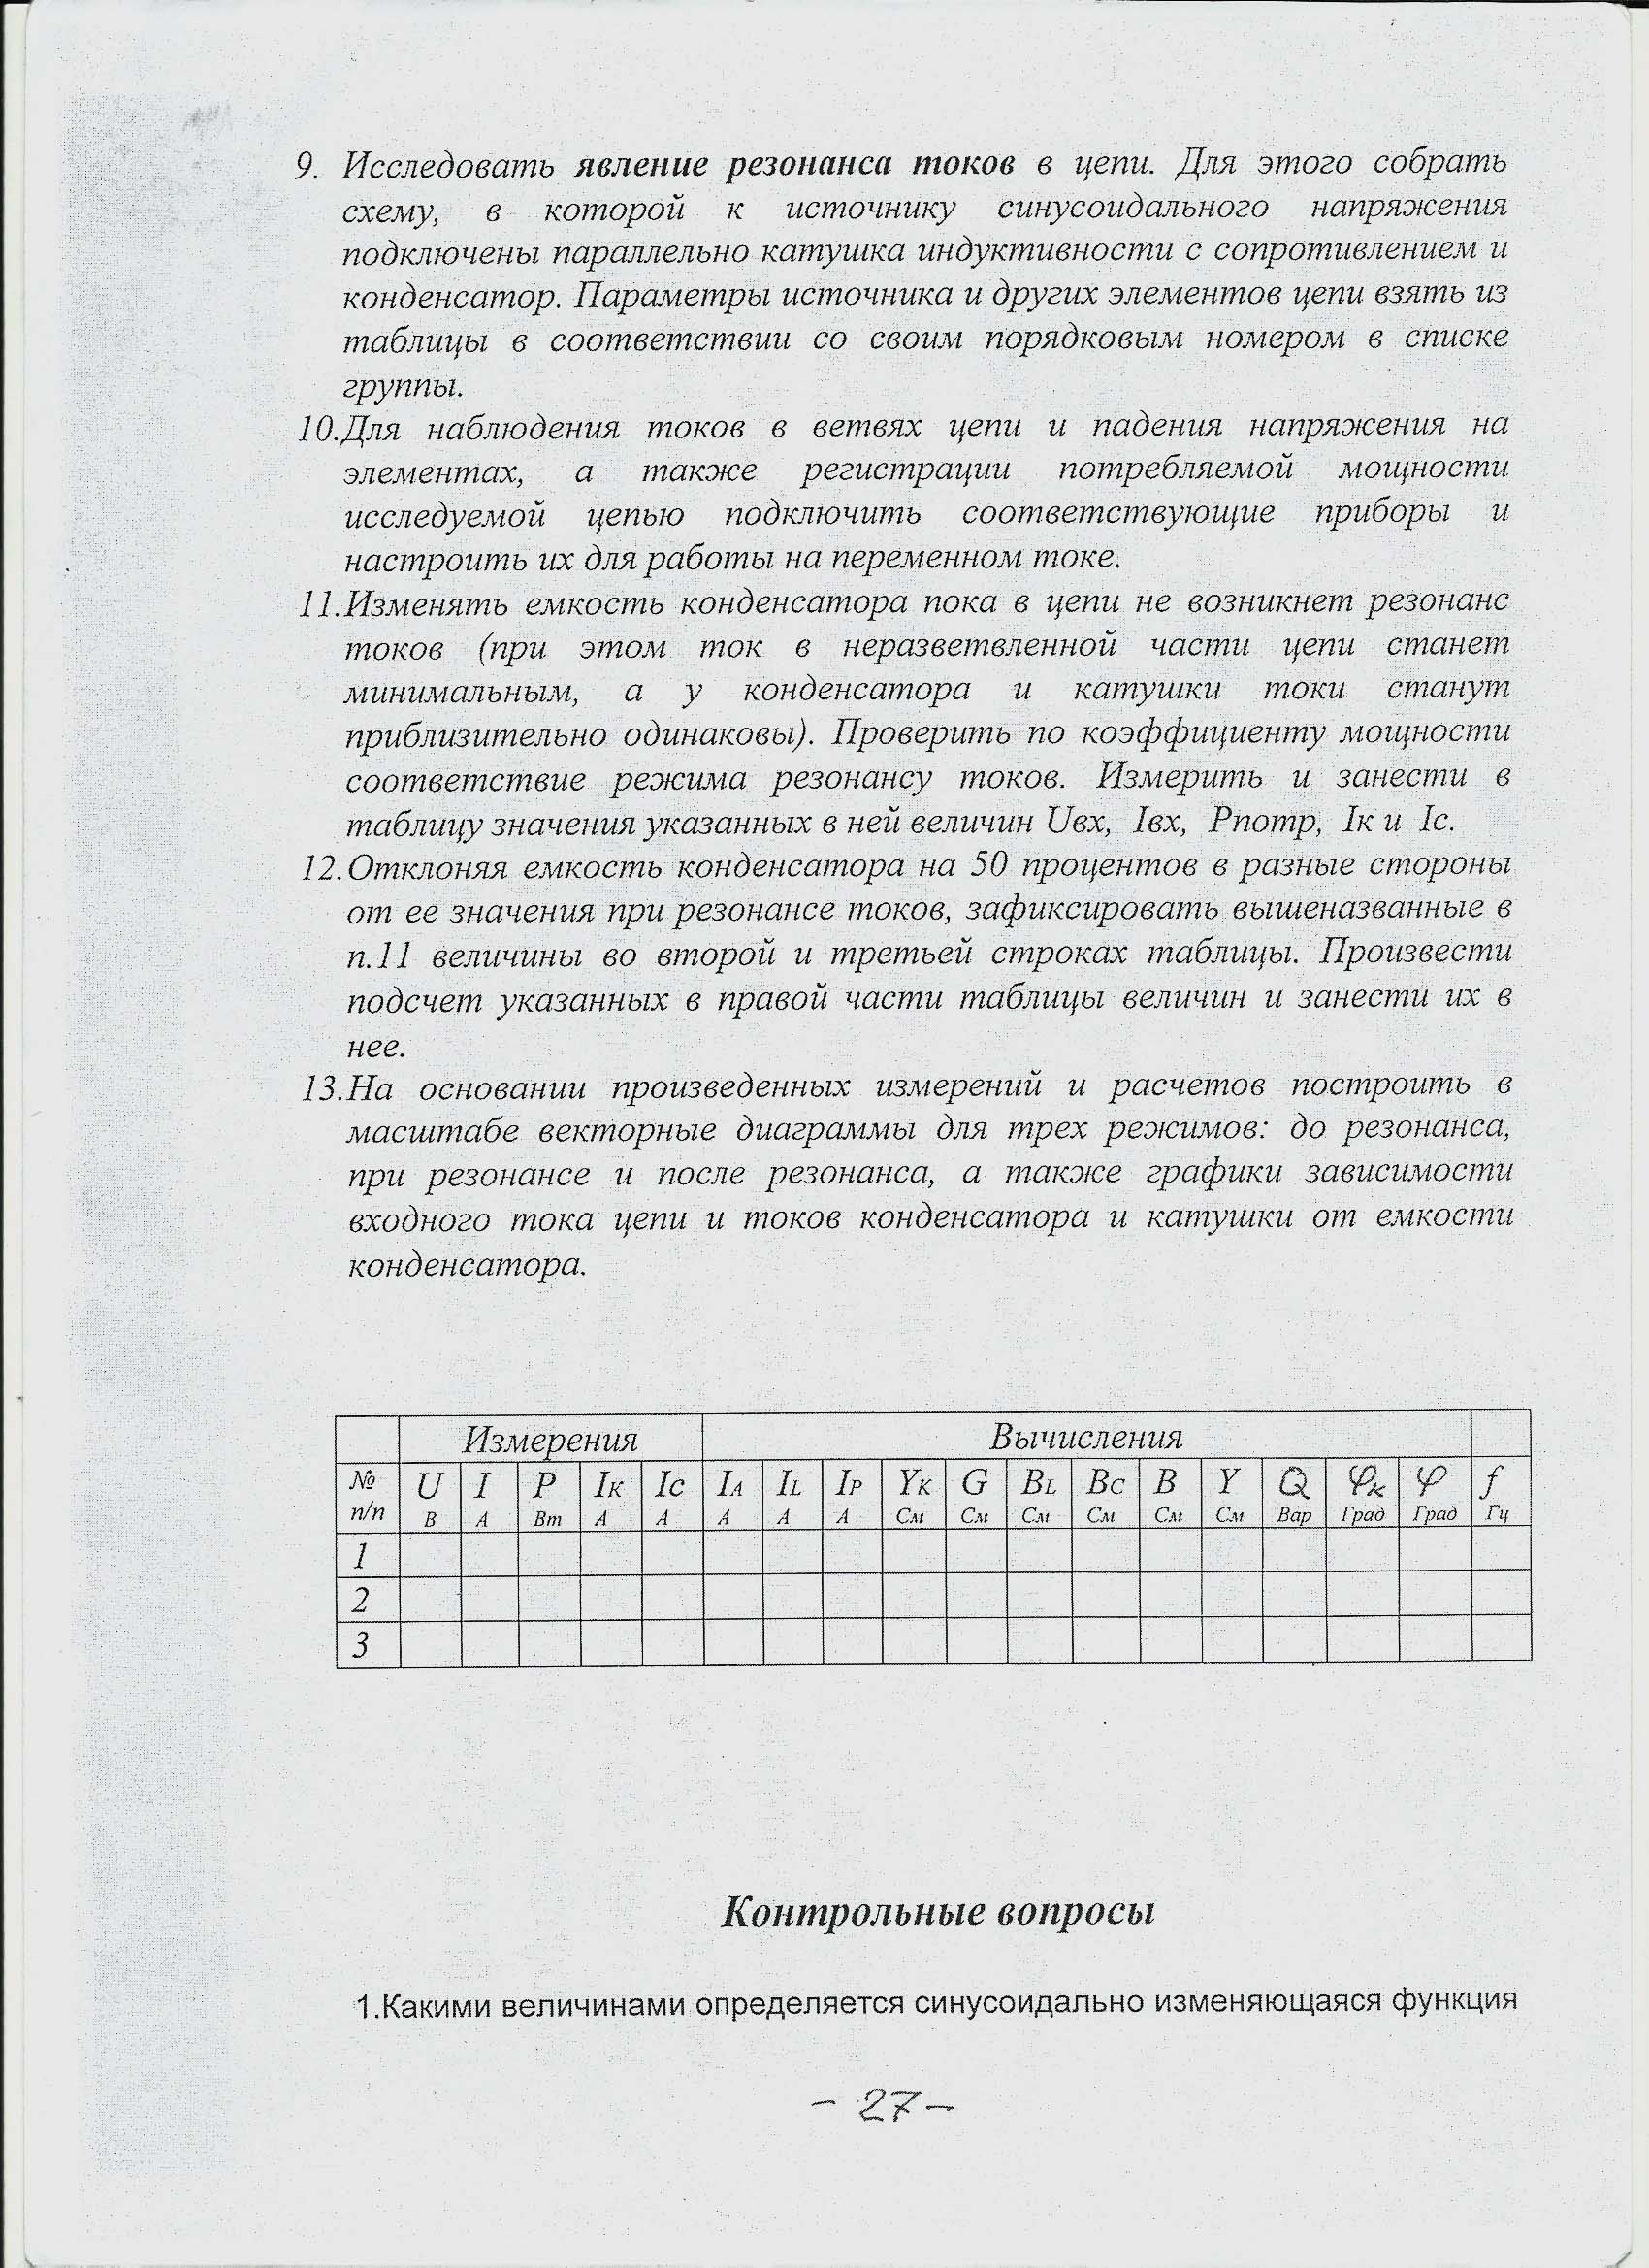 9. Исследовать явление резонанса токов в цепи. Для этого собрать
схему, в которой к источнику синусоидального напряжения
подключены параллельно катушка индуктивности с сопротивлением и
конденсатор. Параметры источника и других элементов цепи взять из
таблицы в соответствии со своим порядковым номером в списке
группы.
10.Для наблюдения токов в ветвях цепи и падения напряжения на
элементах, а также регистрации потребляемой мощности
исследуемой цепью подключить соответствующие приборы и
настроить их для работы на переменном токе.
11.Изменять емкость конденсатора пока в цепи не возникнет резонанс
токов (при этом ток в неразветвленной части цепи станет
минимальным, а у конденсатора и катушки токи станут
приблизительно одинаковы). Проверить по коэффициенту мощности
соответствие режима резонансу токов. Измерить и занести в
таблицу значения указанных в ней величин Uвх, Iвх, Pпотр, Iк и Ic.
12.Отклоняя емкость конденсатора на 50 процентов в разные стороны
от ее значения при резонансе токов, зафиксировать вышеназванные в
п.11 величины во второй и третьей строках таблицы. Произвести
подсчет указанных в правой части таблицы величин и занести их в
нее.
13.На основании произведенных измерений и расчетов построить в
масштабе векторные диаграммы для трех режимов: до резонанса,
при резонансе и после резонанса, а также графики зависимости
входного тока цепи и токов конденсатора и катушки от емкости
конденсатора.
Измерения Вычисления
№ U I P IK IC IA IL IP YK G BL BC B Y Q φк φ f
п/п В А Вт А А А А А См См См См См См Вар Град Град Гц
1
2
3
Контрольные вопросы
1.Какими величинами определяется синусоидально изменяющаяся функция
- 27 -